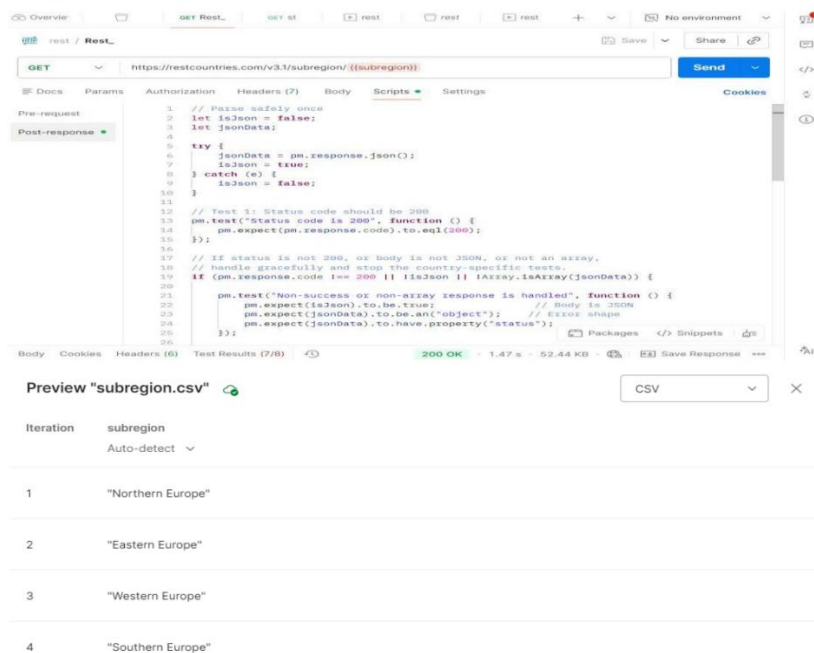 Overvie GET Rest_ GET st rest rest rest No environment
rest / Rest_ Save Share
GET https://restcountries.com/v3.1/subregion/ {{subregion}} Send
Docs Params Authorization Headers (7) Body Scripts Settings Cookies
Pre-request
Post-response
1 // Parse safely once
2 let isJson = false;
3 let jsonData;
4
5 try {
6 jsonData = pm.response.json();
7 isJson = true;
8 } catch (e) {
9 isJson = false;
10 }
11
12 // Test 1: Status code should be 200
13 pm.test("Status code is 200", function () {
14 pm.expect(pm.response.code).to.eql(200);
15 });
16
17 // If status is not 200, or body is not JSON, or not an array,
18 // handle gracefully and stop the country-specific tests.
19 if (pm.response.code !== 200 || !isJson || !Array.isArray(jsonData)) {
20
21 pm.test("Non-success or non-array response is handled", function () {
22 pm.expect(isJson).to.be.true; // Body is JSON
23 pm.expect(jsonData).to.be.an("object"); // Error shape
24 pm.expect(jsonData).to.have.property("status");
25 });
26
Packages </> Snippets
Body Cookies Headers (6) Test Results (7/8) 200 OK · 1.47 s · 52.44 KB Save Response
Preview "subregion.csv" CSV
Iteration subregion
Auto-detect
1 "Northern Europe"
2 "Eastern Europe"
3 "Western Europe"
4 "Southern Europe"